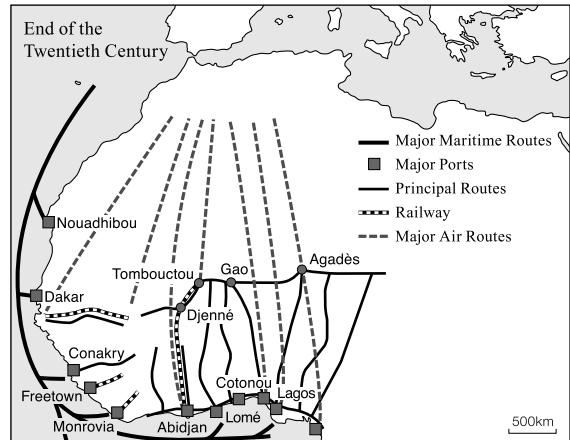 End of the
Twentieth Century
Major Maritime Routes
Major Ports
Principal Routes
Railway
Major Air Routes
Nouadhibou
Agadès
Tombouctou
Gao
Dakar
Djenné
Conakry
Cotonou
Freetown
Lagos
Lomé
Monrovia
Abidjan
500km